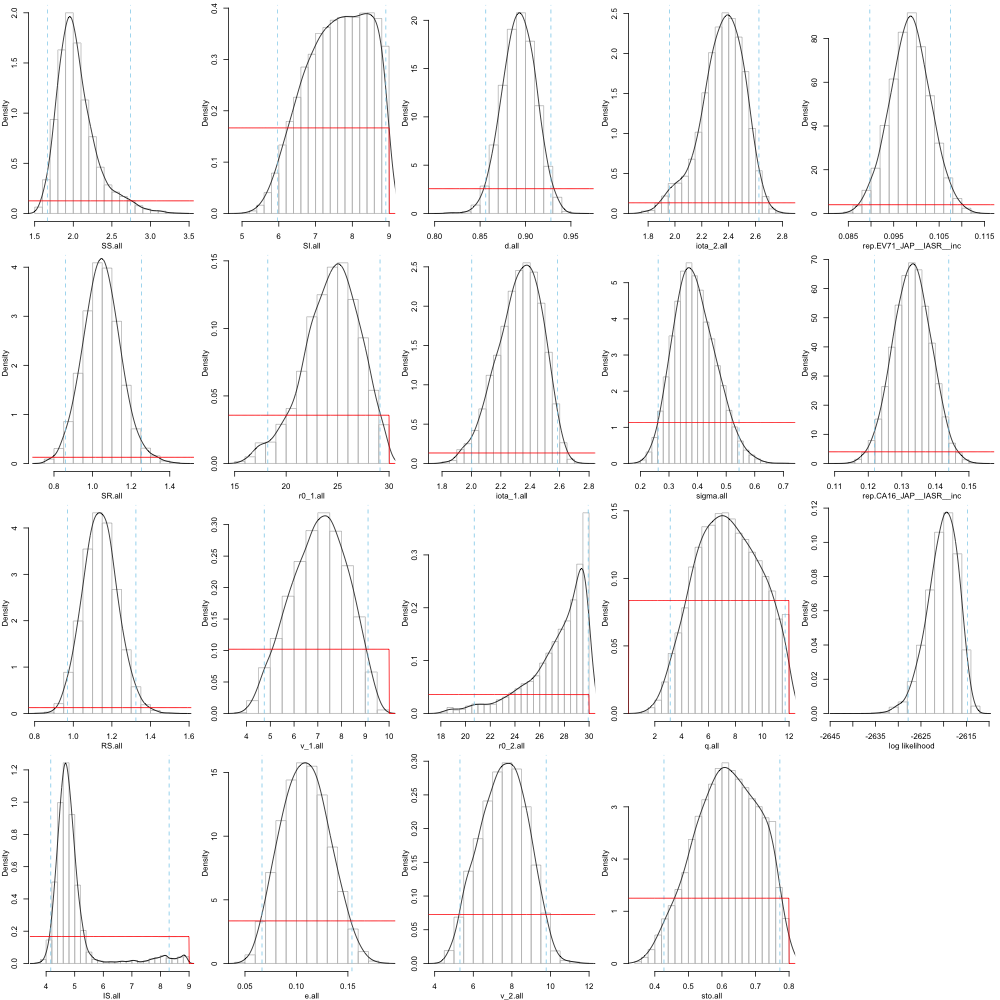 Density
0.0 0.5 1.0 1.5 2.0
1.5 2.0 2.5 3.0 3.5
SS.all
Density
0.0 0.1 0.2 0.3 0.4
5 6 7 8 9
SI.all
Density
0 5 10 15 20
0.80 0.85 0.90 0.95
d.all
Density
0.0 0.5 1.0 1.5 2.0 2.5
1.8 2.0 2.2 2.4 2.6 2.8
iota_2.all
Density
0 20 40 60 80
0.085 0.095 0.105 0.115
rep.EV71_JAP__IASR__inc
Density
0 1 2 3 4
0.8 1.0 1.2 1.4
SR.all
Density
0.00 0.05 0.10 0.15
15 20 25 30
r0_1.all
Density
0.0 0.5 1.0 1.5 2.0 2.5
1.8 2.0 2.2 2.4 2.6 2.8
iota_1.all
Density
0 1 2 3 4 5
0.2 0.3 0.4 0.5 0.6 0.7
sigma.all
Density
0 10 20 30 40 50 60 70
0.11 0.12 0.13 0.14 0.15
rep.CA16_JAP__IASR__inc
Density
0 1 2 3 4
0.8 1.0 1.2 1.4 1.6
RS.all
Density
0.00 0.05 0.10 0.15 0.20 0.25 0.30
4 5 6 7 8 9 10
v_1.all
Density
0.0 0.1 0.2 0.3
18 20 22 24 26 28 30
r0_2.all
Density
0.00 0.05 0.10 0.15
2 4 6 8 10 12
q.all
Density
0.00 0.02 0.04 0.06 0.08 0.10 0.12
-2645 -2635 -2625 -2615
log likelihood
Density
0.0 0.2 0.4 0.6 0.8 1.0 1.2
4 5 6 7 8 9
IS.all
Density
0 5 10 15
0.05 0.10 0.15
e.all
Density
0.00 0.05 0.10 0.15 0.20 0.25 0.30
4 6 8 10 12
v_2.all
Density
0 1 2 3
0.4 0.5 0.6 0.7 0.8
sto.all